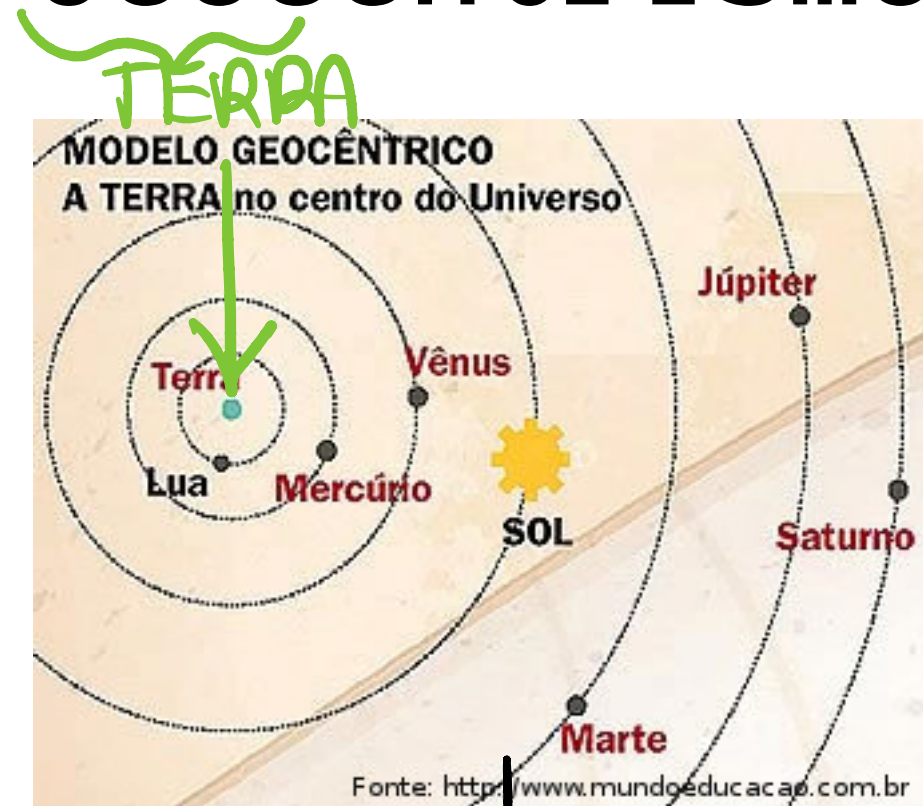 TERRA
MODELO GEOCÊNTRICO
A TERRA no centro do Universo
Júpiter
Vênus
Terra
Lua
Mercúrio
SOL
Saturno
Marte
Fonte: http://www.mundoeducacao.com.br